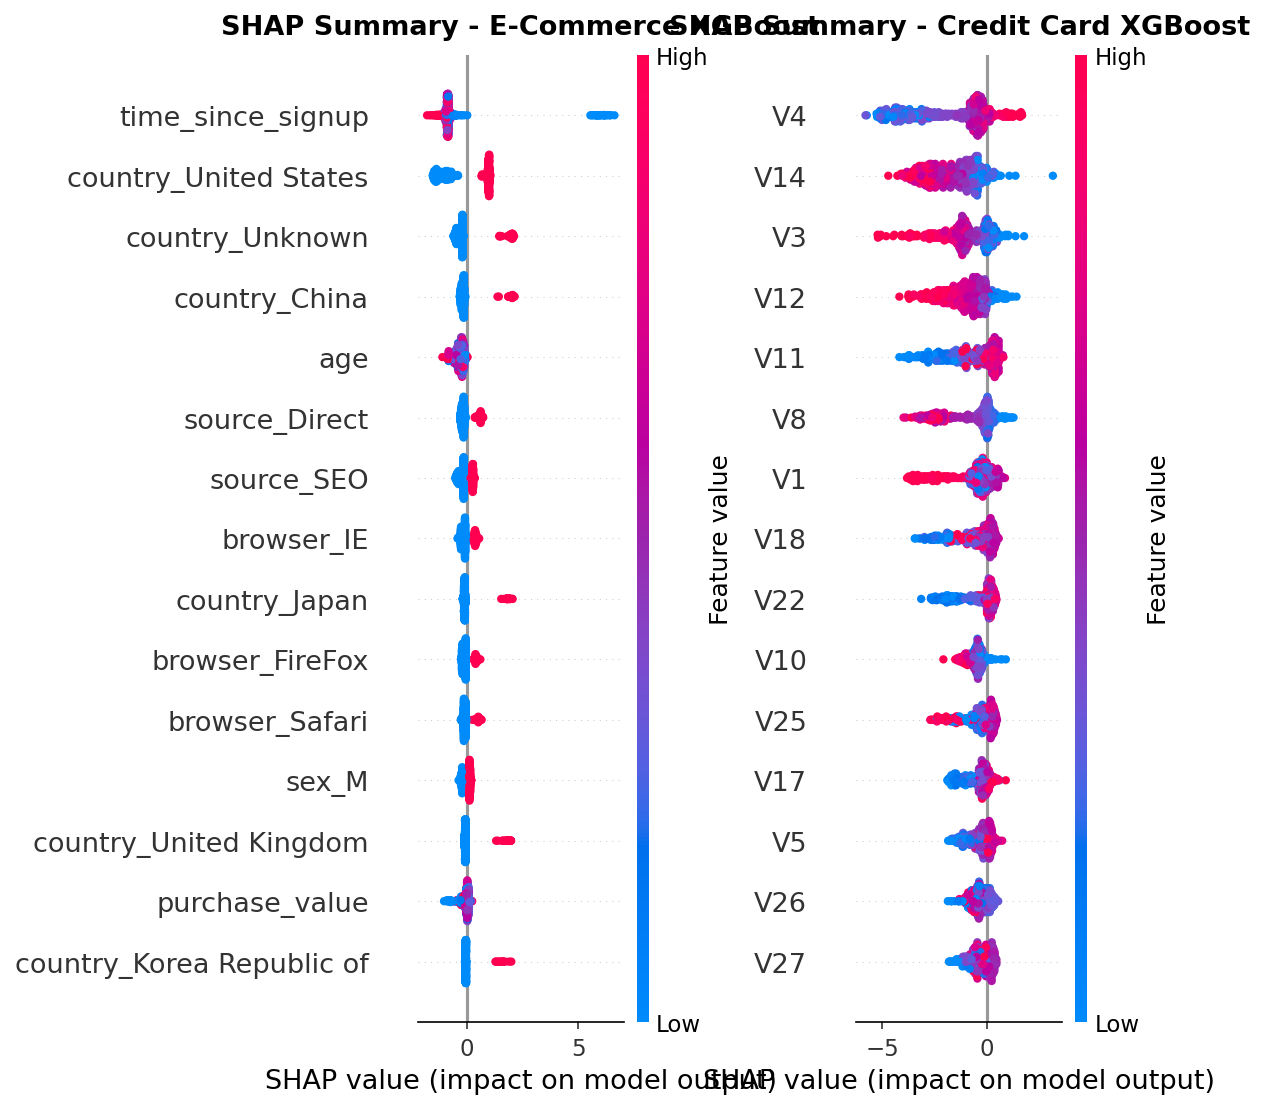 SHAP Summary - E-Commerce XGBoost
High
time_since_signup
country_United States
country_Unknown
country_China
age
source_Direct
source_SEO
browser_IE
country_Japan
browser_FireFox
browser_Safari
sex_M
country_United Kingdom
purchase_value
country_Korea Republic of
Feature value
Low
0
5
SHAP value (impact on model output)
SHAP Summary - Credit Card XGBoost
High
V4
V14
V3
V12
V11
V8
V1
V18
V22
V10
V25
V17
V5
V26
V27
Feature value
Low
−5
0
SHAP value (impact on model output)